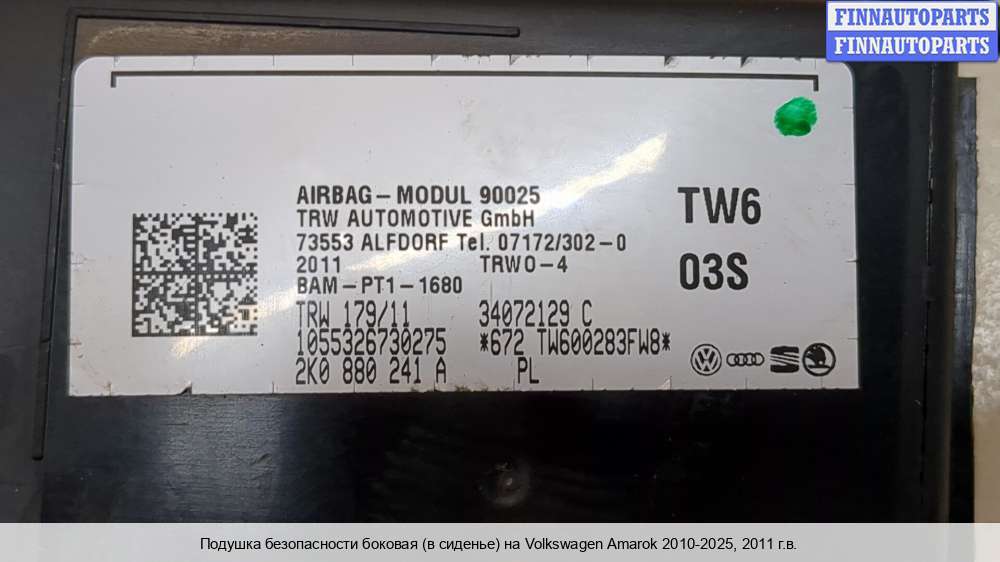 FINNAUTOPARTS
FINNAUTOPARTS
AIRBAG-MODUL 90025
TRW AUTOMOTIVE GmbH
73553 ALFDORF Tel. 07172/302-0
2011 TRW0-4
BAM-PT1-1680
TRW 179/11 34072129 C
1055326730275 *672 TW600283FW8*
2K0 880 241 A PL
TW6
03S
Подушка безопасности боковая (в сиденье) на Volkswagen Amarok 2010-2025, 2011 г.в.